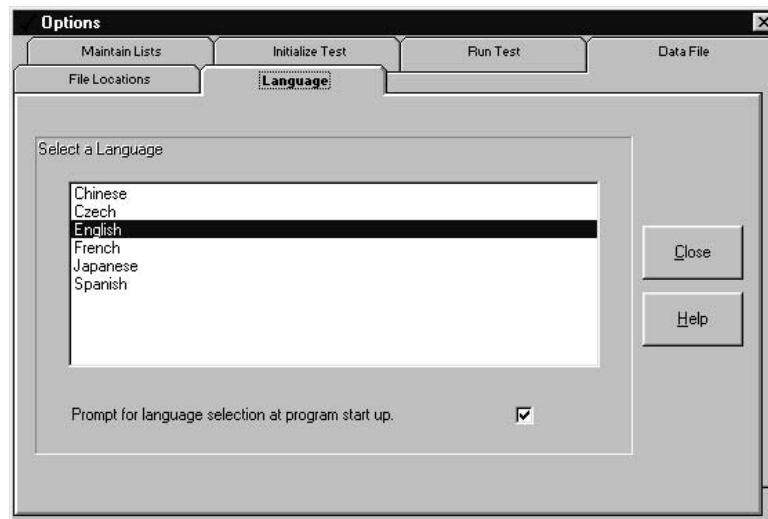 Options
Maintain Lists
Initialize Test
Run Test
Data File
File Locations
Language
Select a Language
Chinese
Czech
English
French
Japanese
Spanish
Close
Help
Prompt for language selection at program start up.